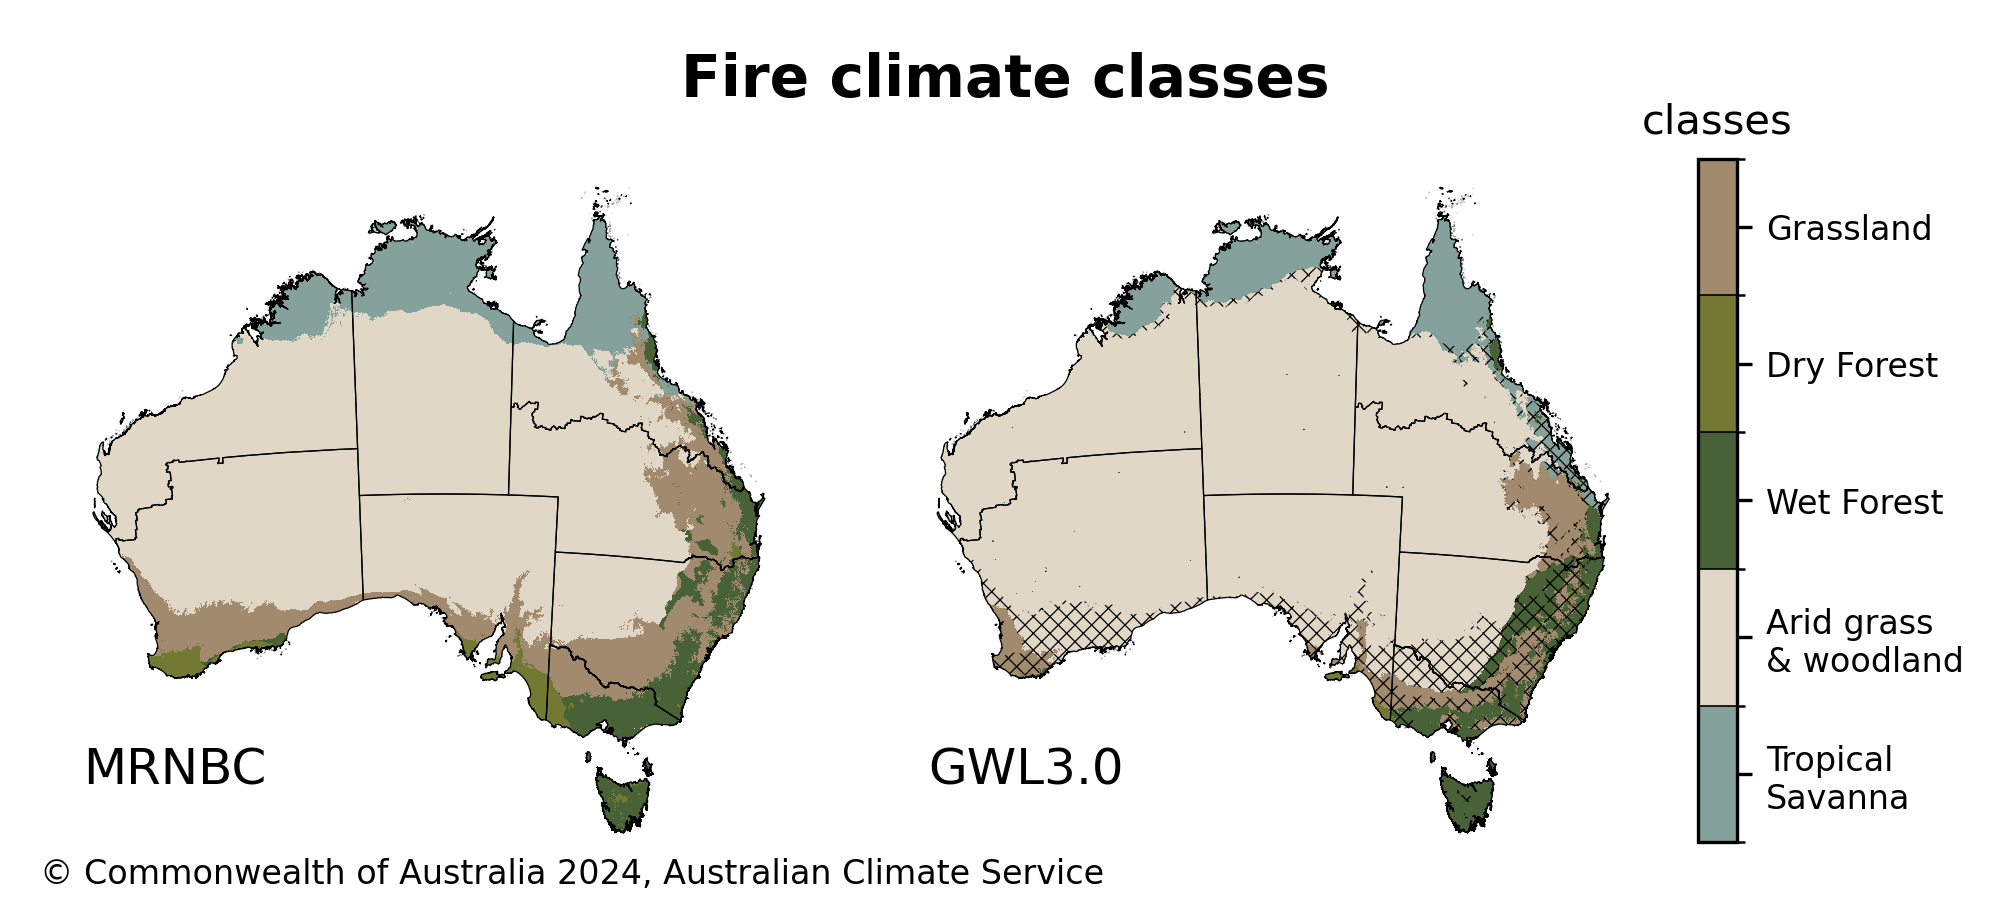 Fire climate classes
classes
Grassland
Dry Forest
Wet Forest
Arid grass
& woodland
Tropical
Savanna
MRNBC
GWL3.0
© Commonwealth of Australia 2024, Australian Climate Service